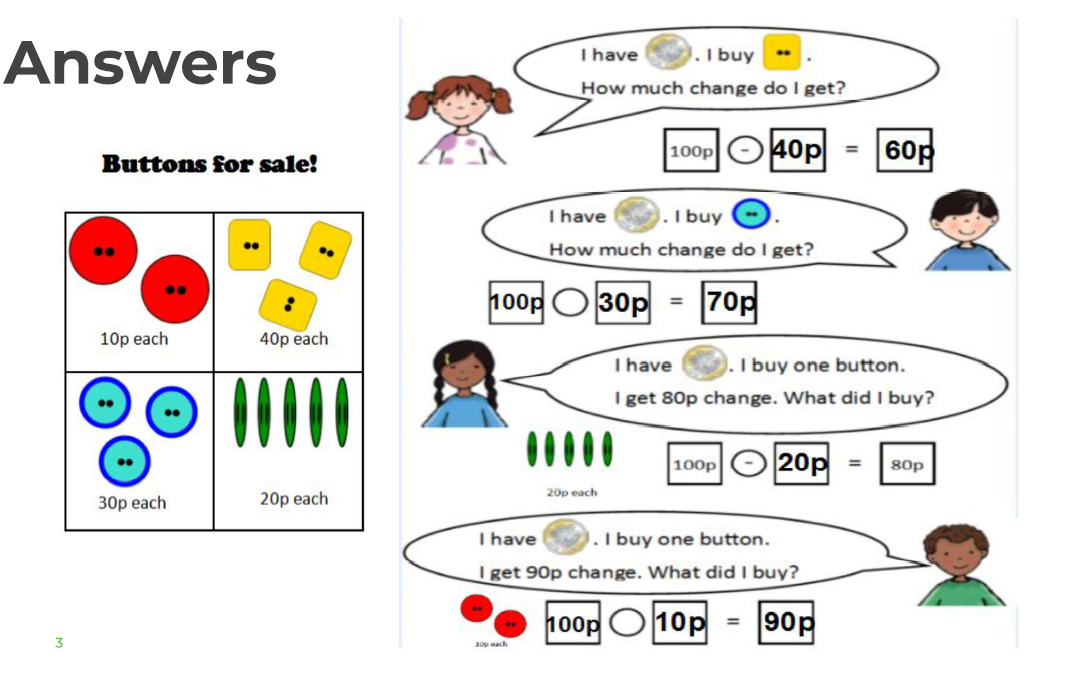 Answers
Buttons for sale!
10p each
40p each
30p each
20p each
I have . I buy .
How much change do I get?
100p - 40p = 60p
I have . I buy .
How much change do I get?
100p 30p = 70p
I have . I buy one button.
I get 80p change. What did I buy?
20p each
100p - 20p = 80p
I have . I buy one button.
I get 90p change. What did I buy?
10p each
100p 10p = 90p
3